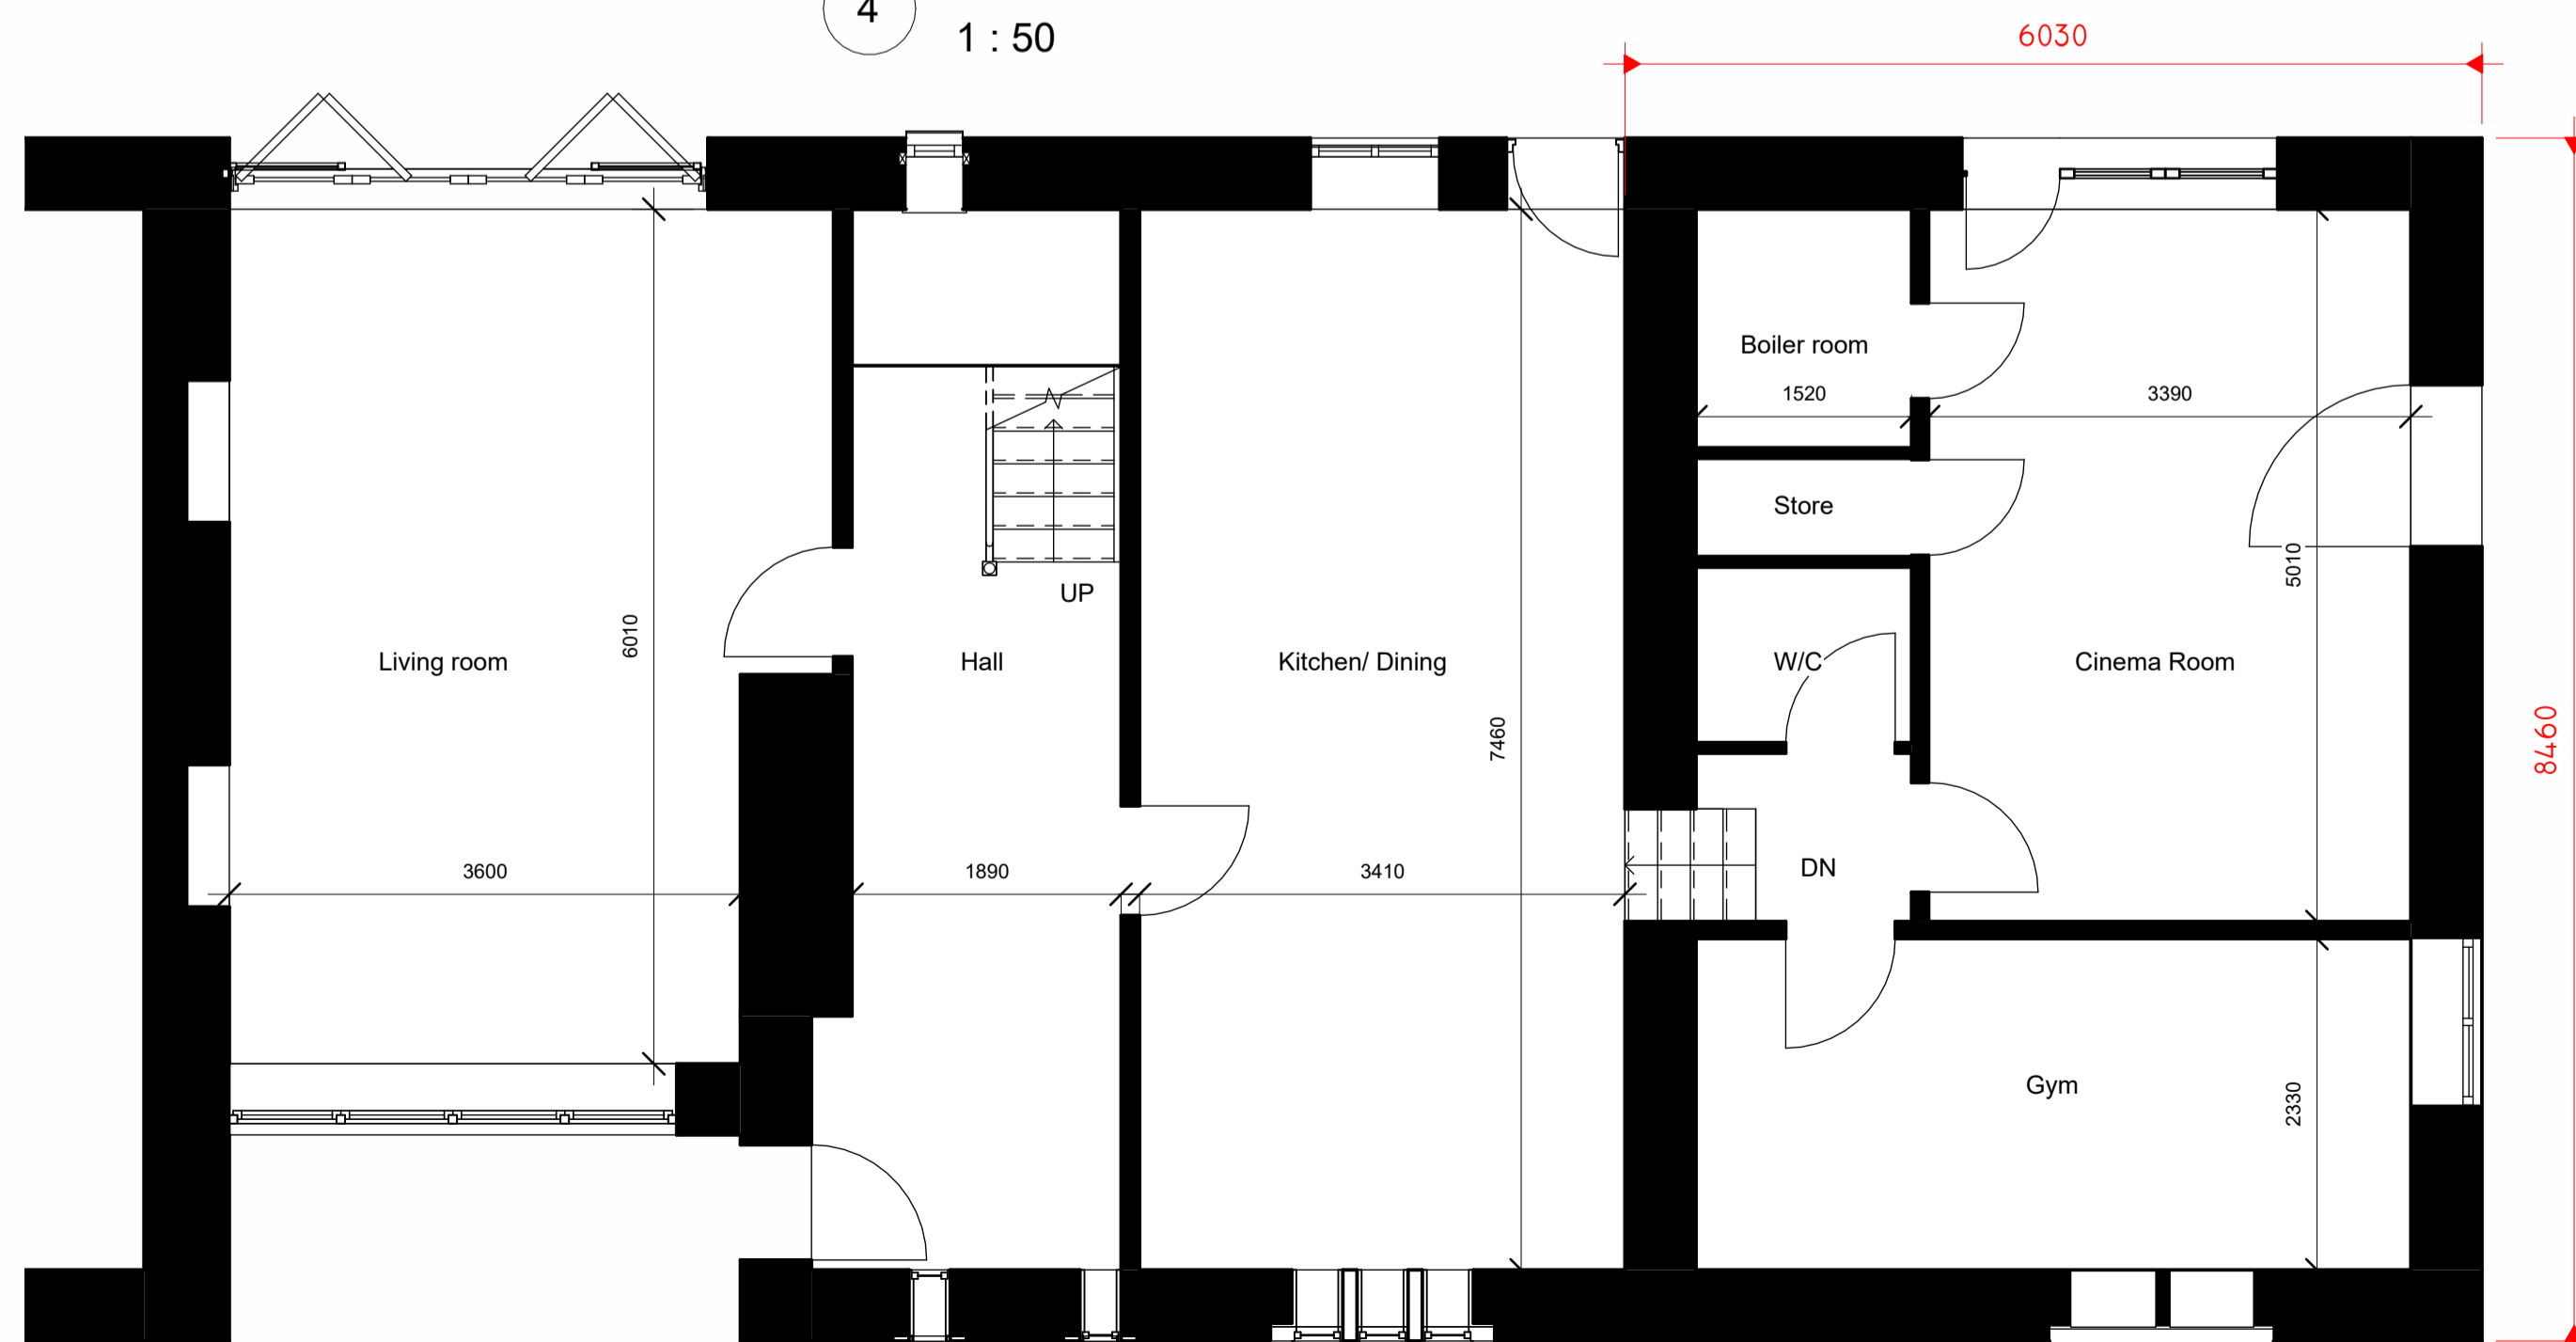 4
1 : 50
6030
Boiler room
1520
3390
Store
5010
UP
6010
Living room
Hall
Kitchen/ Dining
W/C
Cinema Room
7460
8460
3600
1890
3410
DN
Gym
2330